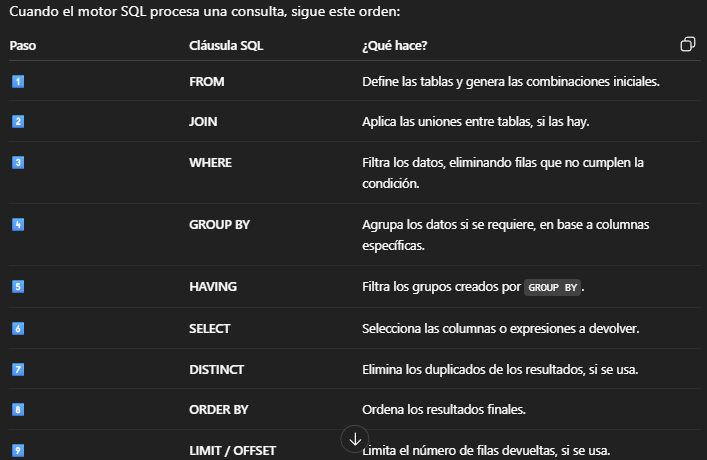 Cuando el motor SQL procesa una consulta, sigue este orden:
Paso Cláusula SQL ¿Qué hace?
1 FROM Define las tablas y genera las combinaciones iniciales.
2 JOIN Aplica las uniones entre tablas, si las hay.
3 WHERE Filtra los datos, eliminando filas que no cumplen la
condición.
4 GROUP BY Agrupa los datos si se requiere, en base a columnas
específicas.
5 HAVING Filtra los grupos creados por GROUP BY.
6 SELECT Selecciona las columnas o expresiones a devolver.
7 DISTINCT Elimina los duplicados de los resultados, si se usa.
8 ORDER BY Ordena los resultados finales.
9 LIMIT / OFFSET Limita el número de filas devueltas, si se usa.